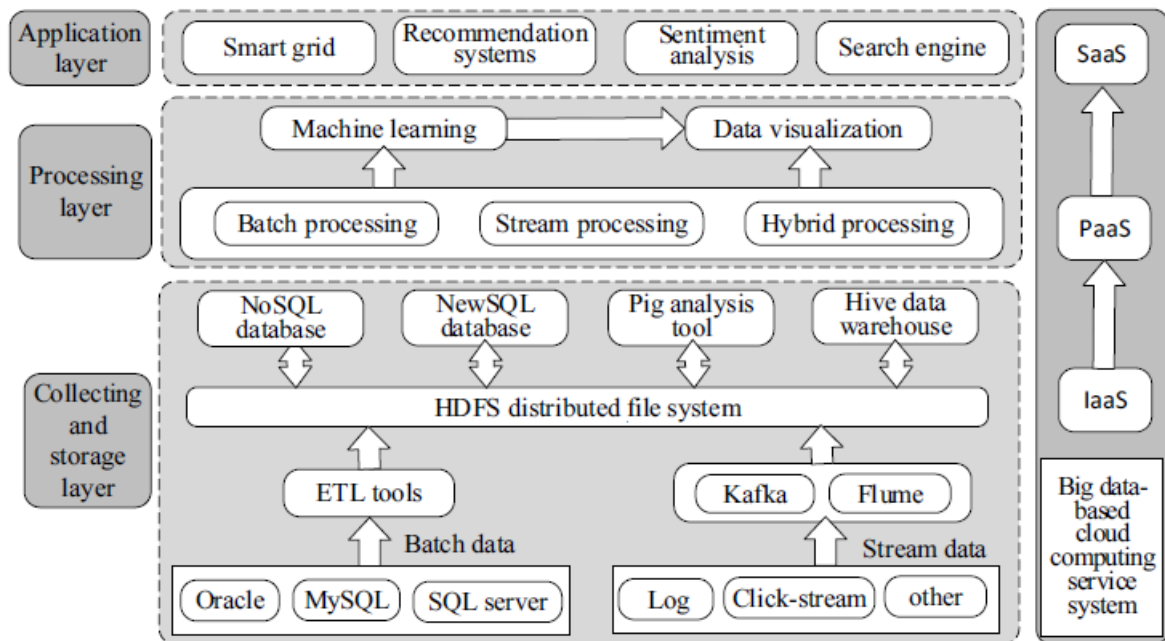 Application
layer
Smart grid
Recommendation
systems
Sentiment
analysis
Search engine
SaaS
Processing
layer
Machine learning
Data visualization
Batch processing
Stream processing
Hybrid processing
PaaS
Collecting
and
storage
layer
NoSQL
database
NewSQL
database
Pig analysis
tool
Hive data
warehouse
HDFS distributed file system
IaaS
ETL tools
Kafka
Flume
Batch data
Stream data
Oracle
MySQL
SQL server
Log
Click-stream
other
Big data-
based
cloud
computing
service
system